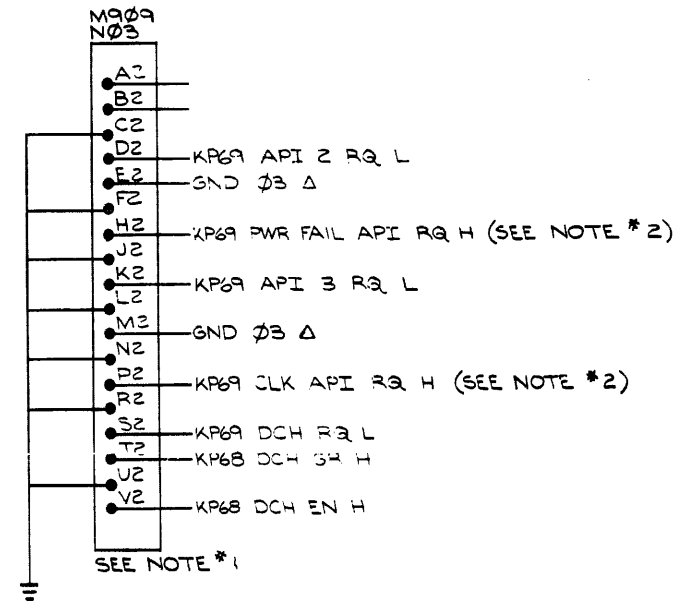 M9Ø9
NØ3
A2
B2
C2
D2 KP69 API 2 RQ L
E2 GND Ø3 Δ
F2
H2 KP69 PWR FAIL API RQ H (SEE NOTE *2)
J2
K2 KP69 API 3 RQ L
L2
M2 GND Ø3 Δ
N2
P2 KP69 CLK API RQ H (SEE NOTE *2)
R2
S2 KP69 DCH RQ L
T2 KP68 DCH GR H
U2
V2 KP68 DCH EN H
SEE NOTE *1